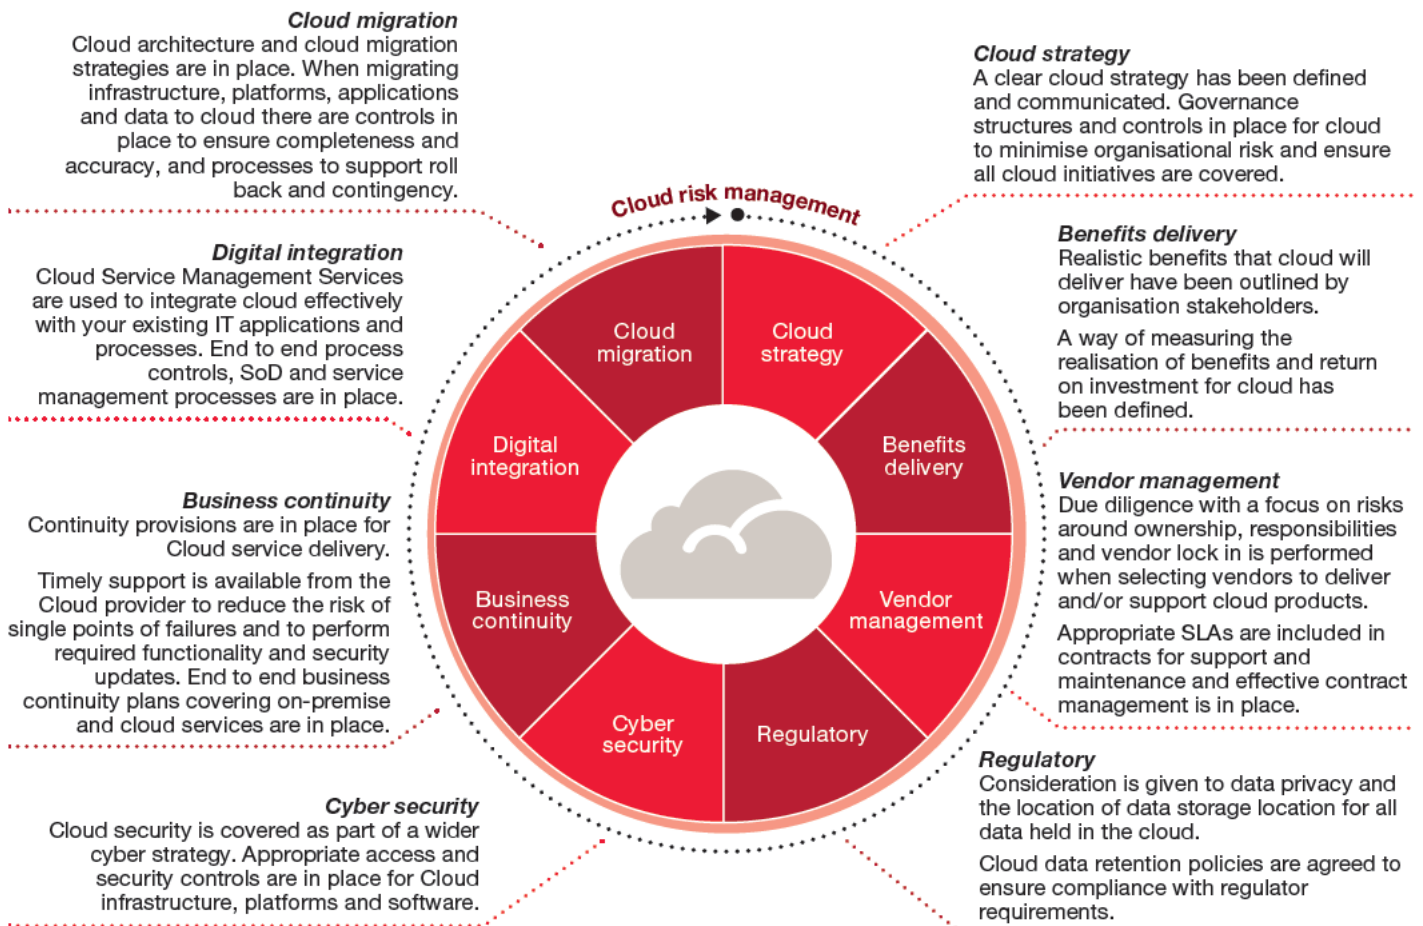 Cloud migration
Cloud architecture and cloud migration
strategies are in place. When migrating
infrastructure, platforms, applications
and data to cloud there are controls in
place to ensure completeness and
accuracy, and processes to support roll
back and contingency.
Digital integration
Cloud Service Management Services
are used to integrate cloud effectively
with your existing IT applications and
processes. End to end process
controls, SoD and service
management processes are in place.
Business continuity
Continuity provisions are in place for
Cloud service delivery.
Timely support is available from the
Cloud provider to reduce the risk of
single points of failures and to perform
required functionality and security
updates. End to end business
continuity plans covering on-premise
and cloud services are in place.
Cyber security
Cloud security is covered as part of a wider
cyber strategy. Appropriate access and
security controls are in place for Cloud
infrastructure, platforms and software.
Cloud risk management
Cloud
migration
Cloud
strategy
Digital
integration
Benefits
delivery
Business
continuity
Vendor
management
Cyber
security
Regulatory
Cloud strategy
A clear cloud strategy has been defined
and communicated. Governance
structures and controls in place for cloud
to minimise organisational risk and ensure
all cloud initiatives are covered.
Benefits delivery
Realistic benefits that cloud will
deliver have been outlined by
organisation stakeholders.
A way of measuring the
realisation of benefits and return
on investment for cloud has
been defined.
Vendor management
Due diligence with a focus on risks
around ownership, responsibilities
and vendor lock in is performed
when selecting vendors to deliver
and/or support cloud products.
Appropriate SLAs are included in
contracts for support and
maintenance and effective contract
management is in place.
Regulatory
Consideration is given to data privacy and
the location of data storage location for all
data held in the cloud.
Cloud data retention policies are agreed to
ensure compliance with regulator
requirements.